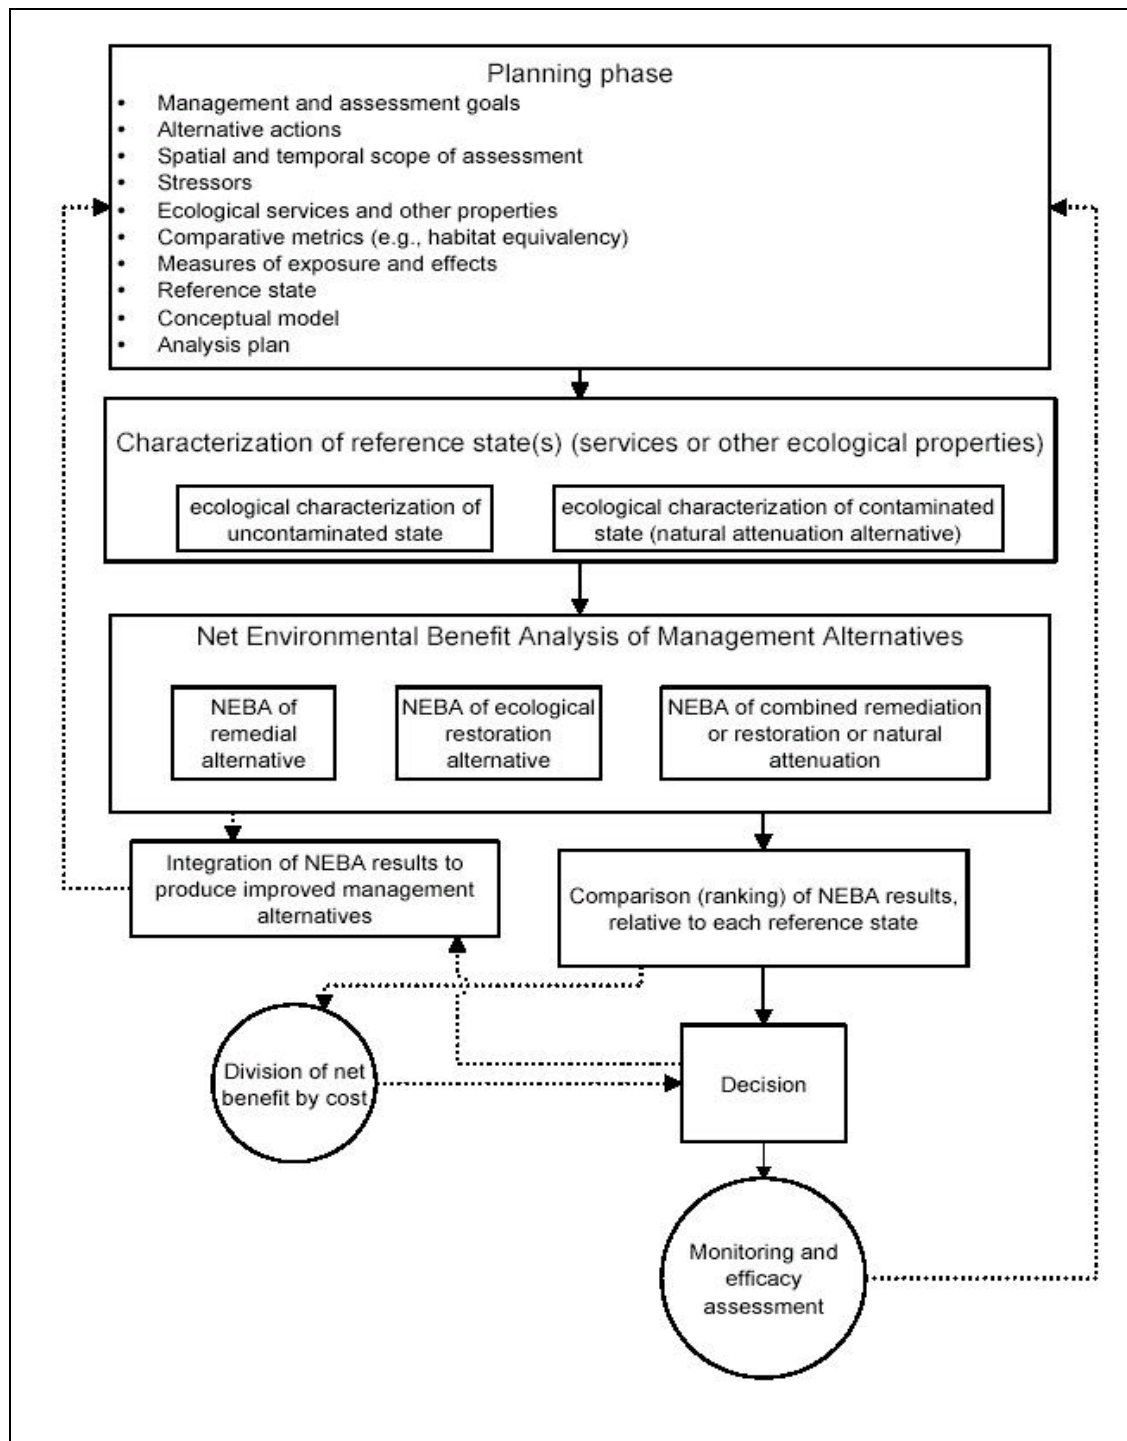 Planning phase
• Management and assessment goals
• Alternative actions
• Spatial and temporal scope of assessment
• Stressors
• Ecological services and other properties
• Comparative metrics (e.g., habitat equivalency)
• Measures of exposure and effects
• Reference state
• Conceptual model
• Analysis plan
Characterization of reference state(s) (services or other ecological properties)
ecological characterization of
uncontaminated state
ecological characterization of contaminated
state (natural attenuation alternative)
Net Environmental Benefit Analysis of Management Alternatives
NEBA of
remedial
alternative
NEBA of ecological
restoration
alternative
NEBA of combined remediation
or restoration or natural
attenuation
Integration of NEBA results to
produce improved management
alternatives
Comparison (ranking) of NEBA results,
relative to each reference state
Division of net
benefit by cost
Decision
Monitoring and
efficacy
assessment